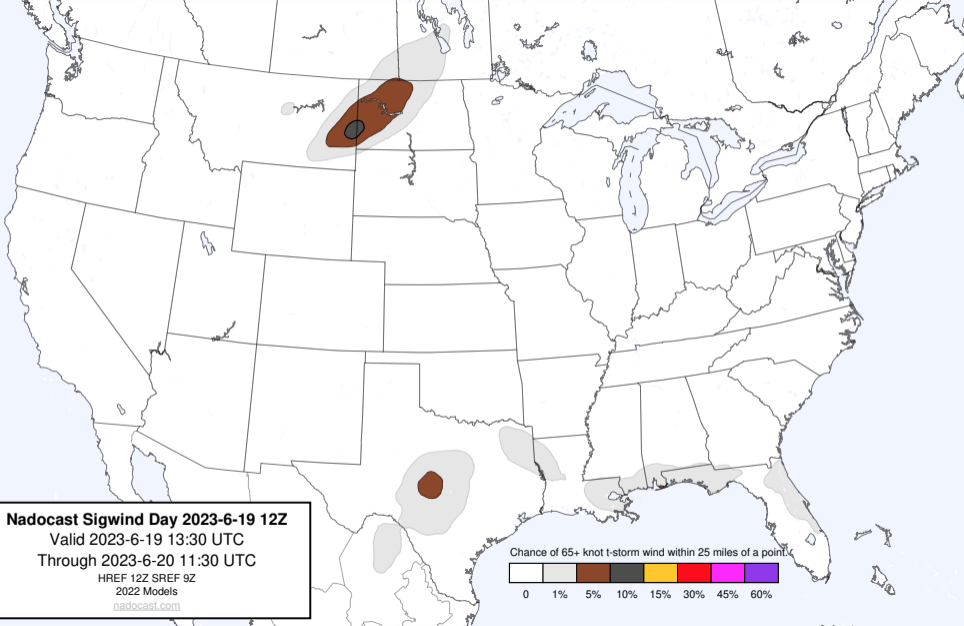 Nadocast Sigwind Day 2023-6-19 12Z
Valid 2023-6-19 13:30 UTC
Through 2023-6-20 11:30 UTC
HREF 12Z SREF 9Z
2022 Models
nadocast.com
Chance of 65+ knot t-storm wind within 25 miles of a point.
0 1% 5% 10% 15% 30% 45% 60%